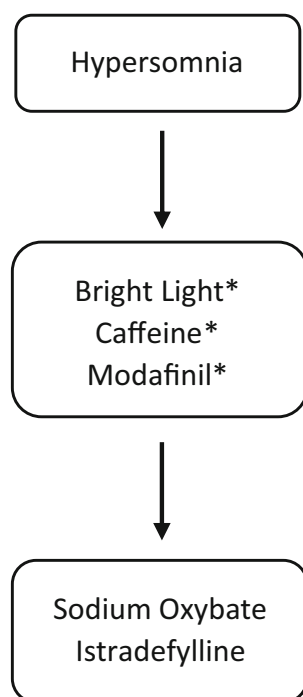 Hypersomnia
Bright Light*
Caffeine*
Modafinil*
Sodium Oxybate
Istradefylline